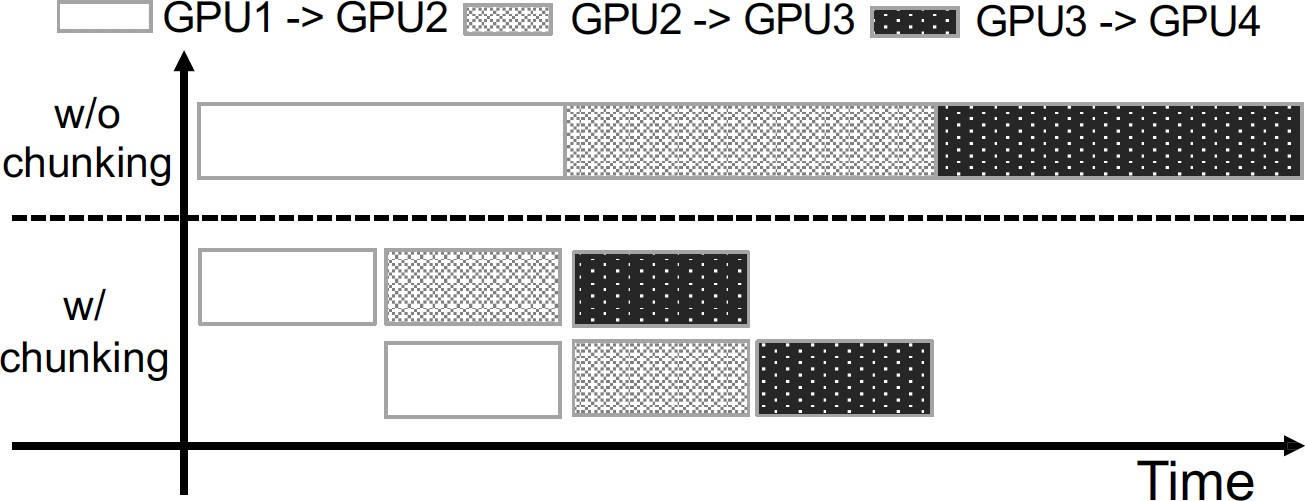 GPU1 -> GPU2 GPU2 -> GPU3 GPU3 -> GPU4
w/o
chunking
w/
chunking
Time